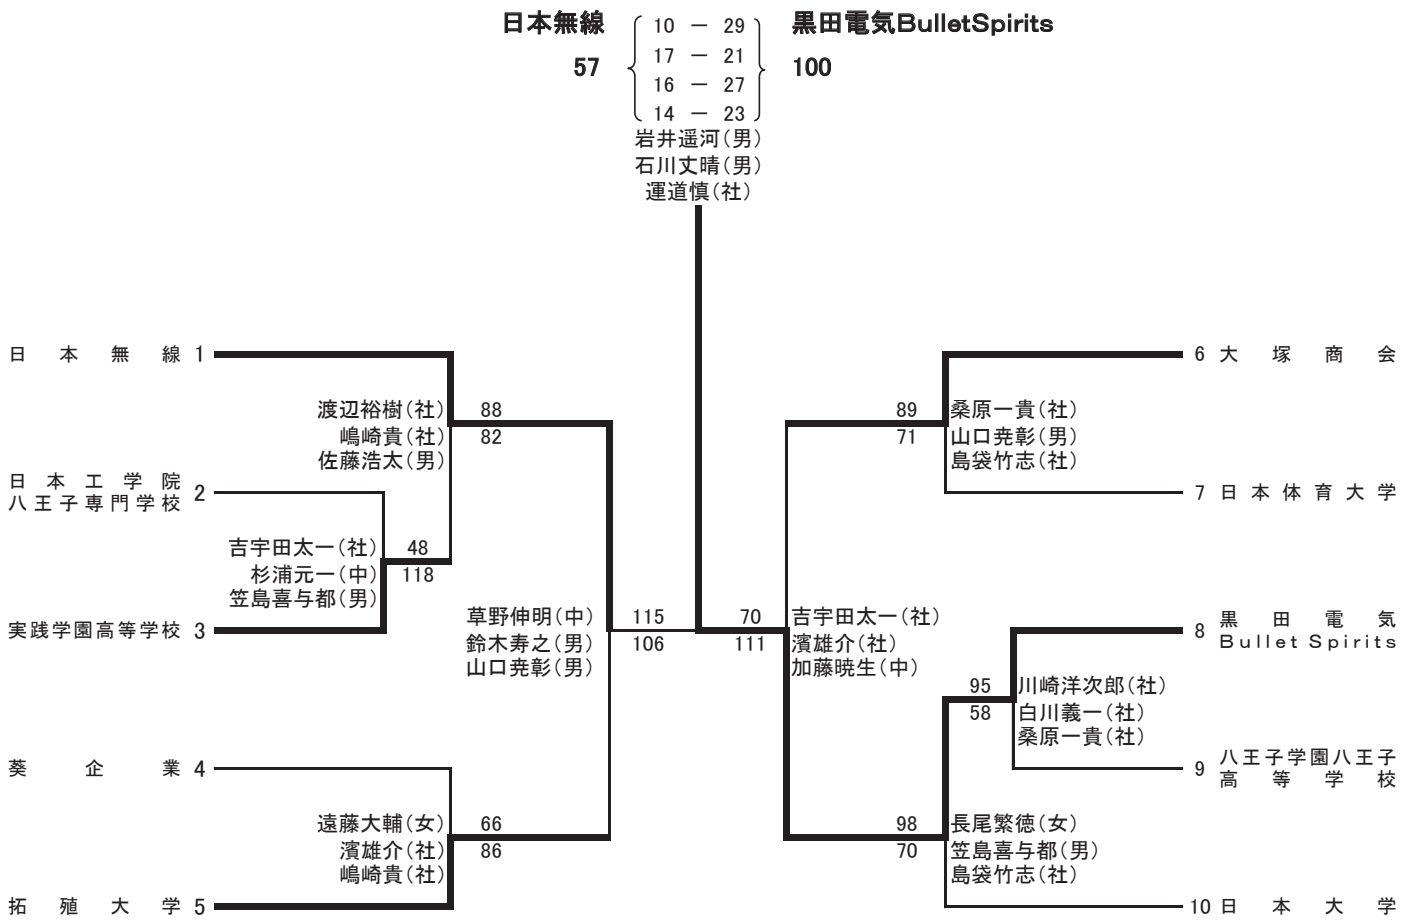 日本無線 10 － 29 黒田電気BulletSpirits
57 17 － 21 100
16 － 27
14 － 23
岩井遥河（男）
石川丈晴（男）
運道慎（社）
日本無線 1
渡辺裕樹（社） 88
嶋崎貴（社） 82
佐藤浩太（男）
日本工学院
八王子専門学校 2
吉宇田太一（社） 48
杉浦元一（中） 118
笠島喜与都（男）
実践学園高等学校 3
草野伸明（中） 115
鈴木寿之（男） 106
山口尭彰（男）
葵企業 4
遠藤大輔（女） 66
濱雄介（社） 86
嶋崎貴（社）
拓殖大学 5
6 大塚商会
89 桑原一貴（社）
71 山口尭彰（男）
島袋竹志（社）
7 日本体育大学
70 吉宇田太一（社）
111 濱雄介（社）
加藤暁生（中）
8 黒田電気
Bullet Spirits
95 川崎洋次郎（社）
58 白川義一（社）
桑原一貴（社）
9 八王子学園八王子
高等学校
98 長尾繁徳（女）
70 笠島喜与都（男）
島袋竹志（社）
10 日本大学